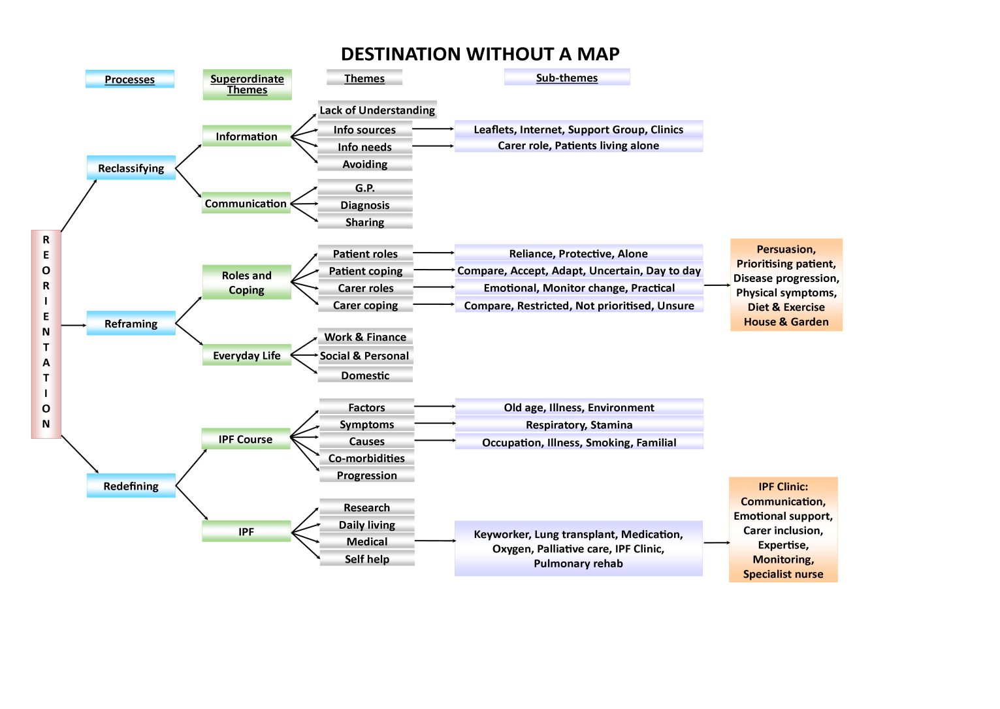 DESTINATION WITHOUT A MAP
Processes
Superordinate
Themes
Themes
Sub-themes
REORIENTATION
Reclassifying
Information
Lack of Understanding
Info sources
Leaflets, Internet, Support Group, Clinics
Info needs
Carer role, Patients living alone
Avoiding
Communication
G.P.
Diagnosis
Sharing
Reframing
Roles and
Coping
Patient roles
Reliance, Protective, Alone
Patient coping
Compare, Accept, Adapt, Uncertain, Day to day
Carer roles
Emotional, Monitor change, Practical
Persuasion,
Prioritising patient,
Disease progression,
Physical symptoms,
Diet & Exercise
House & Garden
Carer coping
Compare, Restricted, Not prioritised, Unsure
Everyday Life
Work & Finance
Social & Personal
Domestic
Redefining
IPF Course
Factors
Old age, Illness, Environment
Symptoms
Respiratory, Stamina
Causes
Occupation, Illness, Smoking, Familial
Co-morbidities
Progression
IPF
Research
Daily living
Medical
Keyworker, Lung transplant, Medication,
Oxygen, Palliative care, IPF Clinic,
Pulmonary rehab
IPF Clinic:
Communication,
Emotional support,
Carer inclusion,
Expertise,
Monitoring,
Specialist nurse
Self help